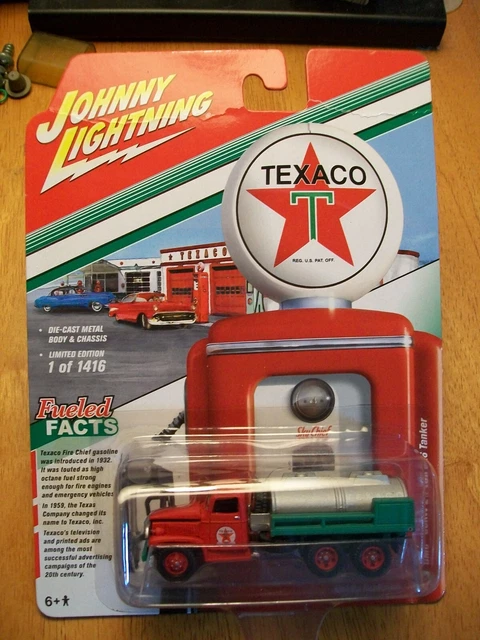 JOHNNY
LIGHTNING
TEXACO
T
REG. U.S. PAT. OFF.
TEXACO
• DIE-CAST METAL
BODY & CHASSIS
• LIMITED EDITION
1 of 1416
Fueled
FACTS
Texaco Fire Chief gasoline
was introduced in 1932.
It was touted as high
octane fuel strong
enough for fire engines
and emergency vehicles
In 1959, the Texas
Company changed its
name to Texaco, Inc.
Texaco's television
and printed ads are
among the most
successful advertising
campaigns of the
20th century.
6+
Tanker